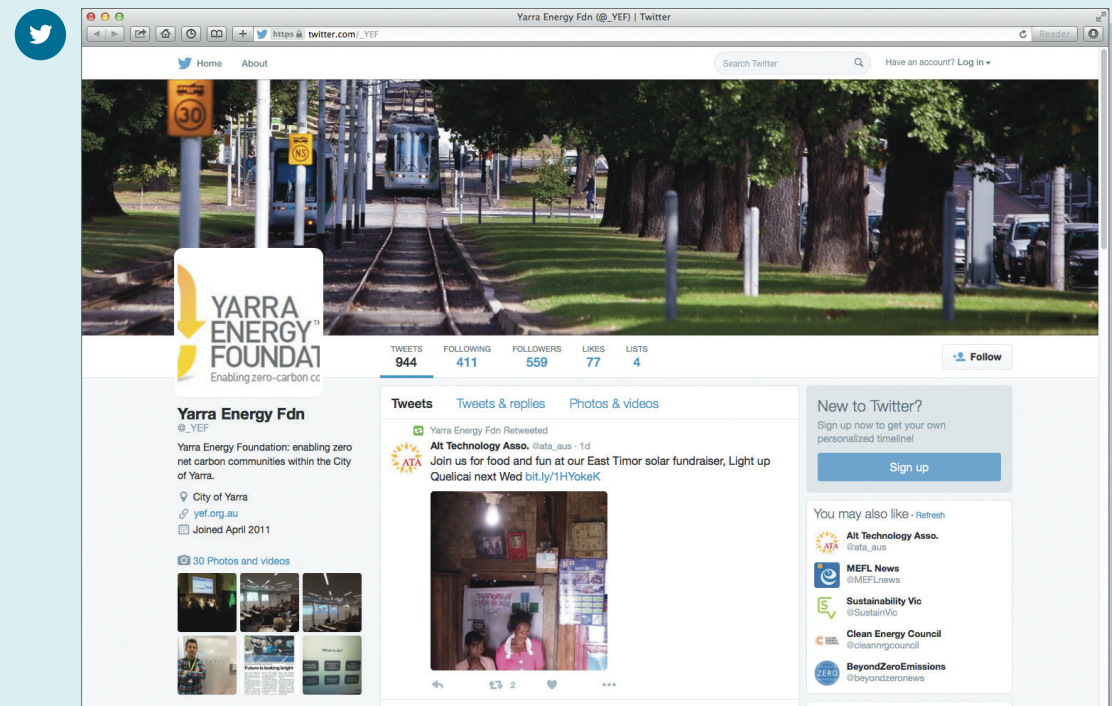 Yarra Energy Fdn (@_YEF) | Twitter
https twitter.com/_YEF
Reader
Home About
Search Twitter
Have an account? Log in
30
NS
YARRA
ENERGY™
FOUNDAT
Enabling zero-carbon co
TWEETS FOLLOWING FOLLOWERS LIKES LISTS
944 411 559 77 4
Follow
Yarra Energy Fdn
@_YEF
Yarra Energy Foundation: enabling zero
net carbon communities within the City
of Yarra.
City of Yarra
yef.org.au
Joined April 2011
30 Photos and videos
Future is looking bright
What to do?
Tweets Tweets & replies Photos & videos
Yarra Energy Fdn Retweeted
ATA
Alt Technology Asso. @ata_aus · 1d
Join us for food and fun at our East Timor solar fundraiser, Light up
Quelicai next Wed bit.ly/1HYokeK
2
New to Twitter?
Sign up now to get your own
personalized timeline!
Sign up
You may also like · Refresh
ATA
Alt Technology Asso.
@ata_aus
MEFL News
@MEFLnews
Sustainability Vic
@SustainVic
Clean Energy Council
@cleannrgcouncil
ZERO
BeyondZeroEmissions
@beyondzeronews